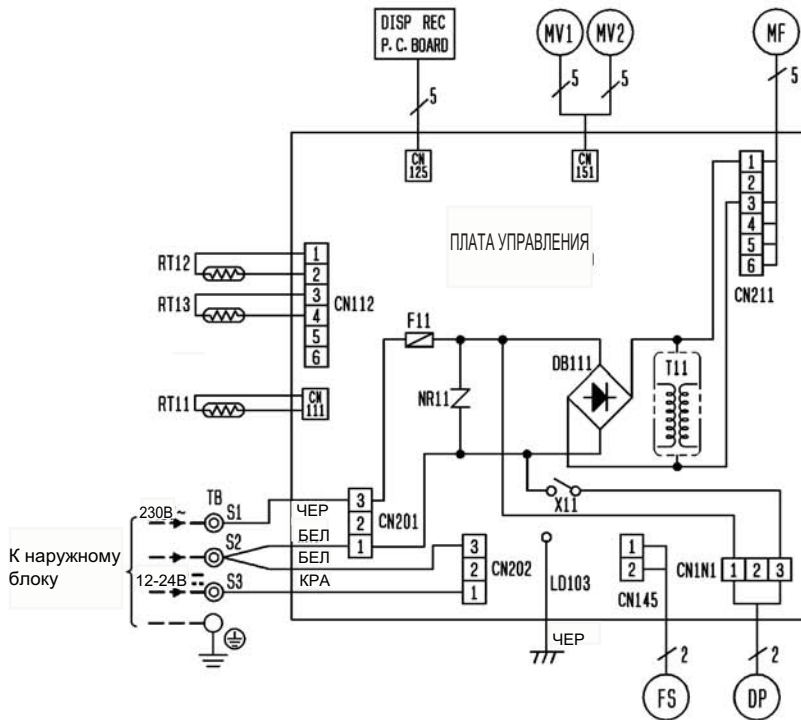 DISP REC
P.C. BOARD
MV1
MV2
MF
5
5
5
5
CN
125
CN
151
1
2
3
4
5
6
CN211
ПЛАТА УПРАВЛЕНИЯ
RT12
RT13
1
2
3
4
5
6
CN112
F11
DB111
T11
NR11
RT11
CN
111
X11
TB
230В ~
S1
ЧЕР
3
2
1
CN201
S2
БЕЛ
БЕЛ
К наружному
блоку
12-24В
S3
КРА
3
2
1
CN202
LD103
1
2
CN145
CN1N1
1
2
3
ЧЕР
2
2
FS
DP